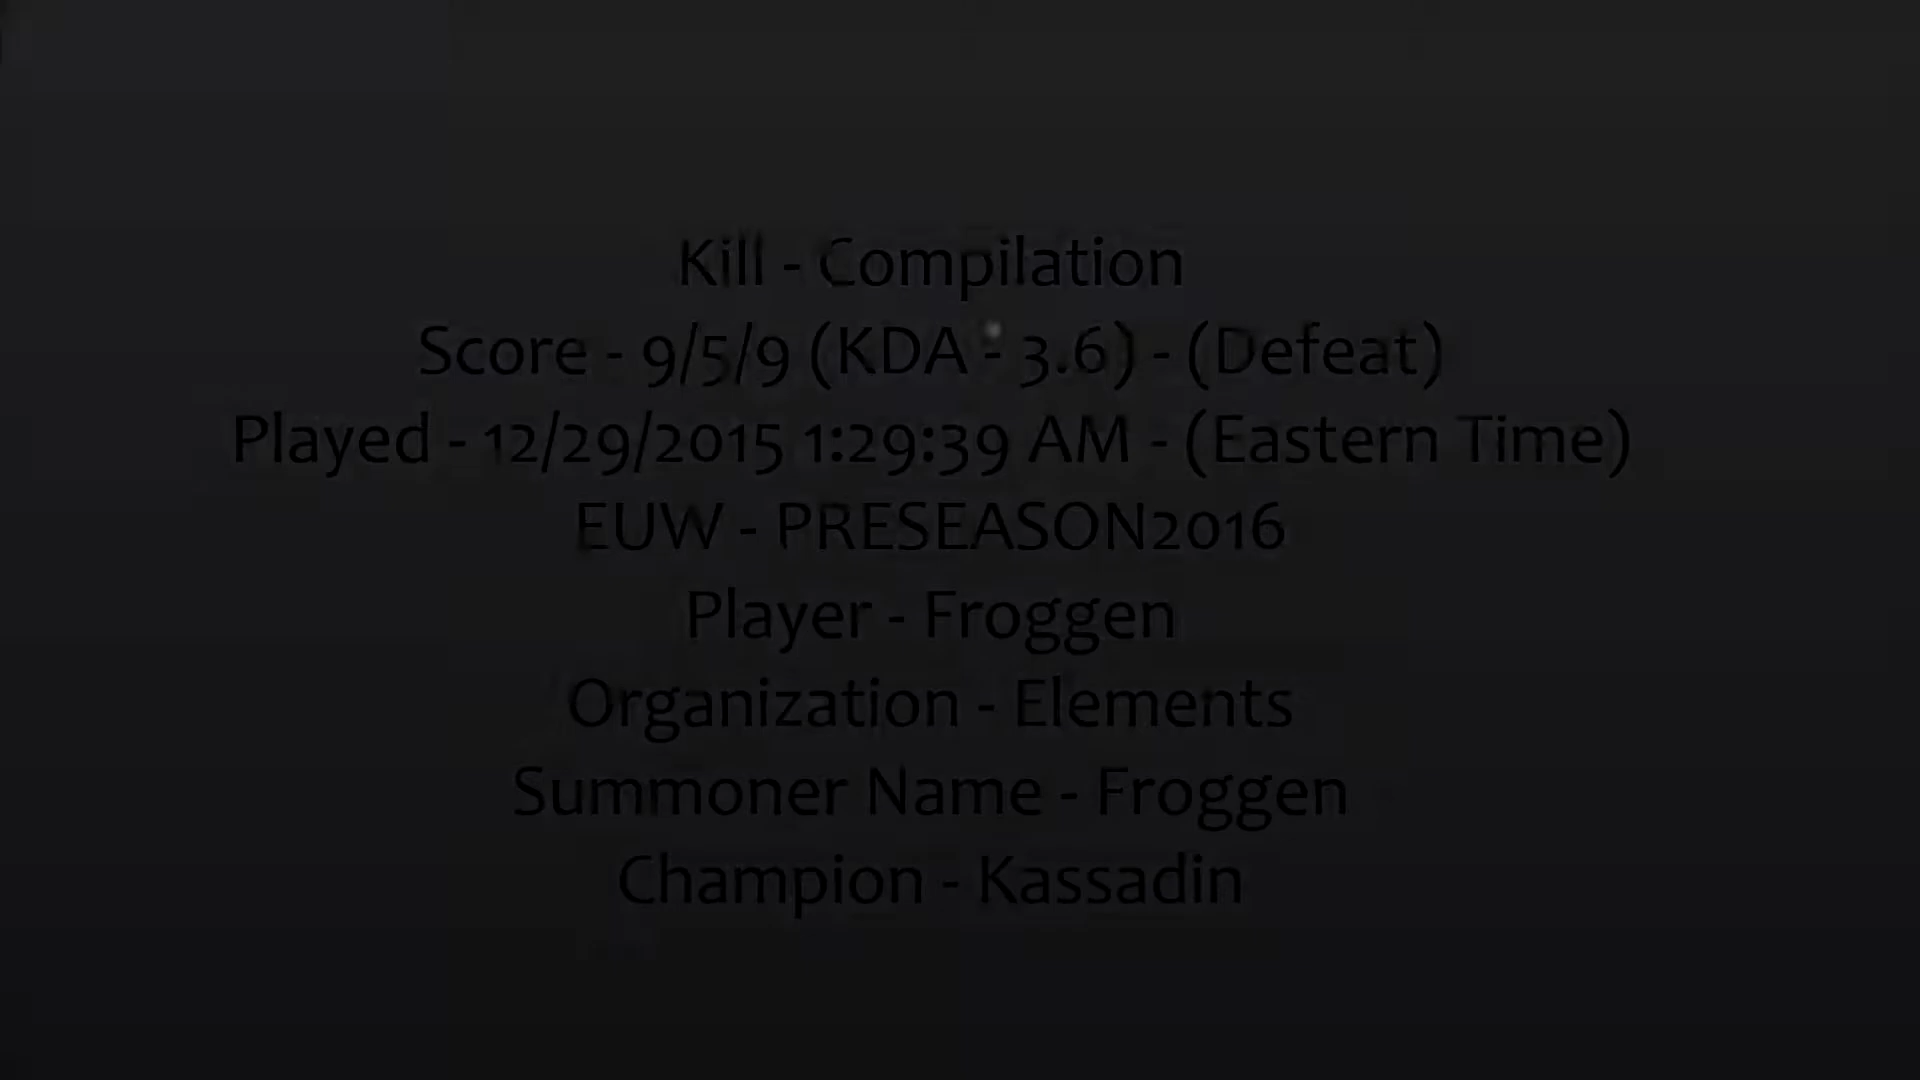 Kill - Compilation
Score - 9/5/9 (KDA - 3.6) - (Defeat)
Played - 12/29/2015 1:29:39 AM - (Eastern Time)
EUW - PRESEASON2016
Player - Froggen
Organization - Elements
Summoner Name - Froggen
Champion - Kassadin